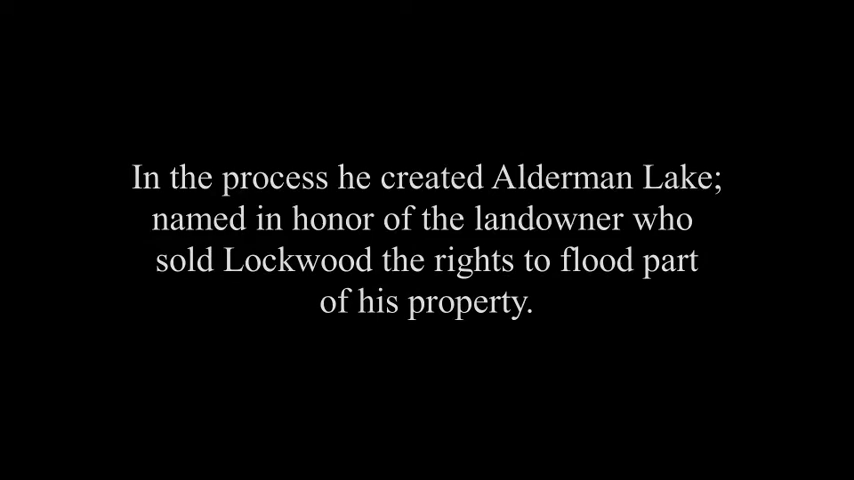 In the process he created Alderman Lake;
named in honor of the landowner who
sold Lockwood the rights to flood part
of his property.